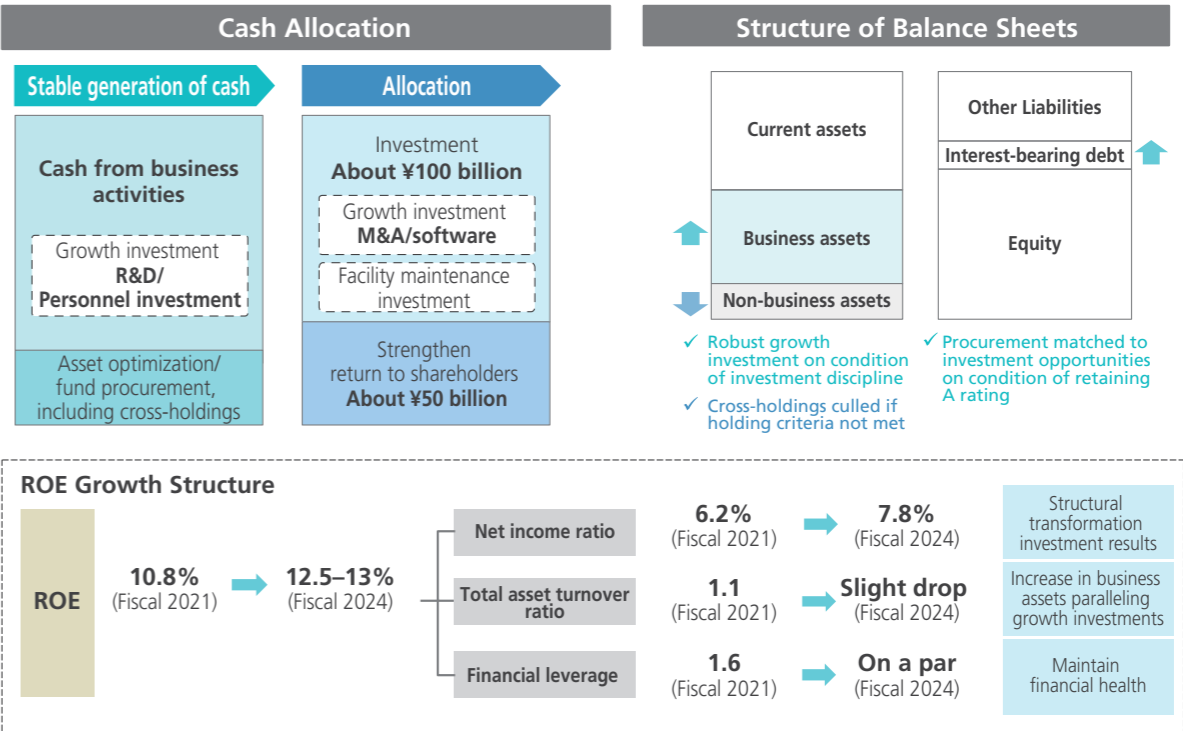 Cash Allocation
Stable generation of cash
Allocation
Cash from business
activities
Growth investment
R&D/
Personnel investment
Asset optimization/
fund procurement,
including cross-holdings
Investment
About ¥100 billion
Growth investment
M&A/software
Facility maintenance
investment
Strengthen
return to shareholders
About ¥50 billion
Structure of Balance Sheets
Current assets
Business assets
Non-business assets
Other Liabilities
Interest-bearing debt
Equity
✓ Robust growth
investment on condition
of investment discipline
✓ Cross-holdings culled if
holding criteria not met
✓ Procurement matched to
investment opportunities
on condition of retaining
A rating
ROE Growth Structure
ROE
10.8%
(Fiscal 2021)
12.5–13%
(Fiscal 2024)
Net income ratio
6.2%
(Fiscal 2021)
7.8%
(Fiscal 2024)
Structural
transformation
investment results
Total asset turnover
ratio
1.1
(Fiscal 2021)
Slight drop
(Fiscal 2024)
Increase in business
assets paralleling
growth investments
Financial leverage
1.6
(Fiscal 2021)
On a par
(Fiscal 2024)
Maintain
financial health